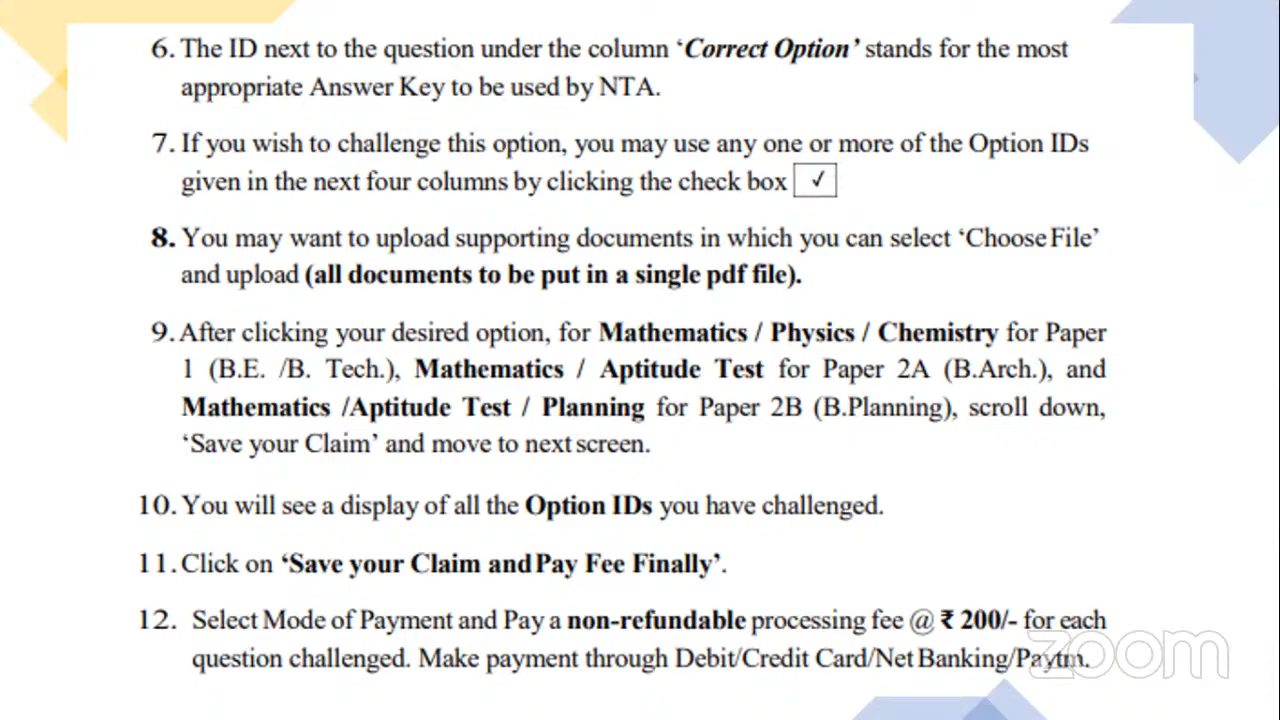 6. The ID next to the question under the column ‘Correct Option’ stands for the most
appropriate Answer Key to be used by NTA.
7. If you wish to challenge this option, you may use any one or more of the Option IDs
given in the next four columns by clicking the check box ✓
8. You may want to upload supporting documents in which you can select ‘Choose File’
and upload (all documents to be put in a single pdf file).
9. After clicking your desired option, for Mathematics / Physics / Chemistry for Paper
1 (B.E. /B. Tech.), Mathematics / Aptitude Test for Paper 2A (B.Arch.), and
Mathematics /Aptitude Test / Planning for Paper 2B (B.Planning), scroll down,
‘Save your Claim’ and move to next screen.
10. You will see a display of all the Option IDs you have challenged.
11. Click on ‘Save your Claim and Pay Fee Finally’.
12. Select Mode of Payment and Pay a non-refundable processing fee @ ₹ 200/- for each
question challenged. Make payment through Debit/Credit Card/Net Banking/Paytm.
zoom